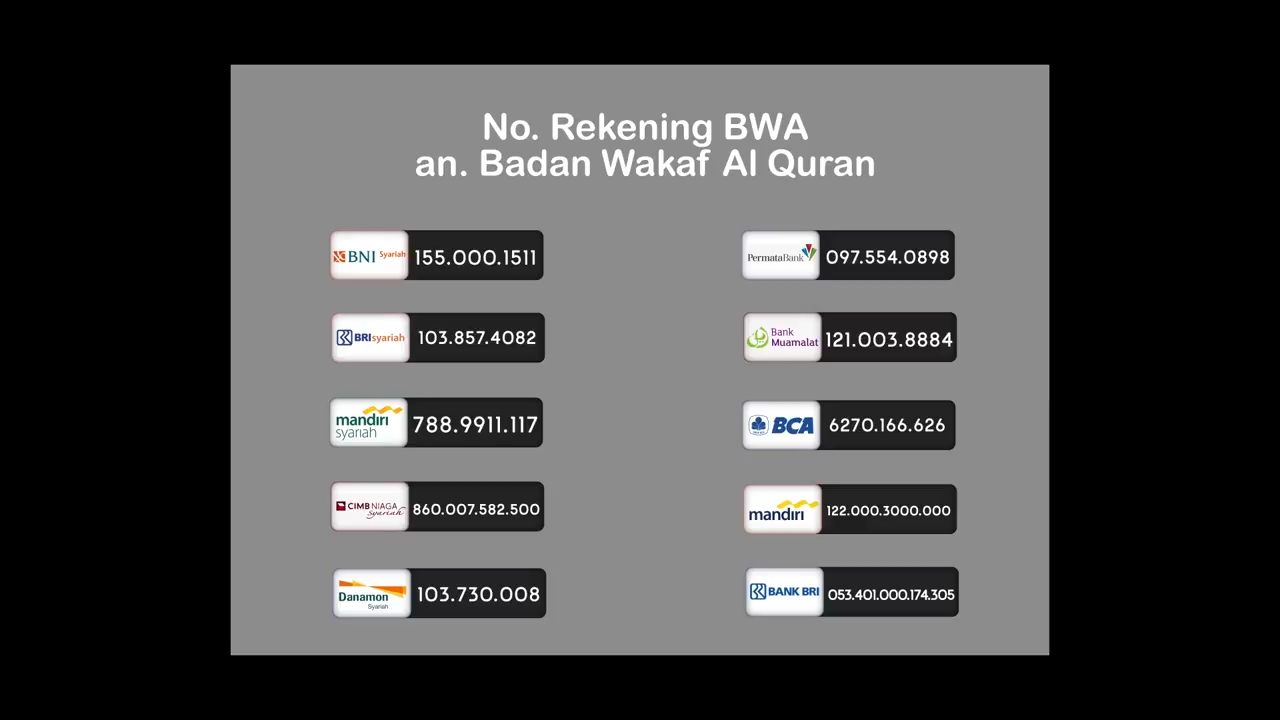 No. Rekening BWA
an. Badan Wakaf Al Quran
BNI Syariah 155.000.1511
BRIsyariah 103.857.4082
mandiri
syariah
788.9911.117
CIMB NIAGA
Syariah
860.007.582.500
Danamon
Syariah
103.730.008
PermataBank 097.554.0898
Bank
Muamalat
121.003.8884
BCA 6270.166.626
mandiri 122.000.3000.000
BANK BRI 053.401.000.174.305